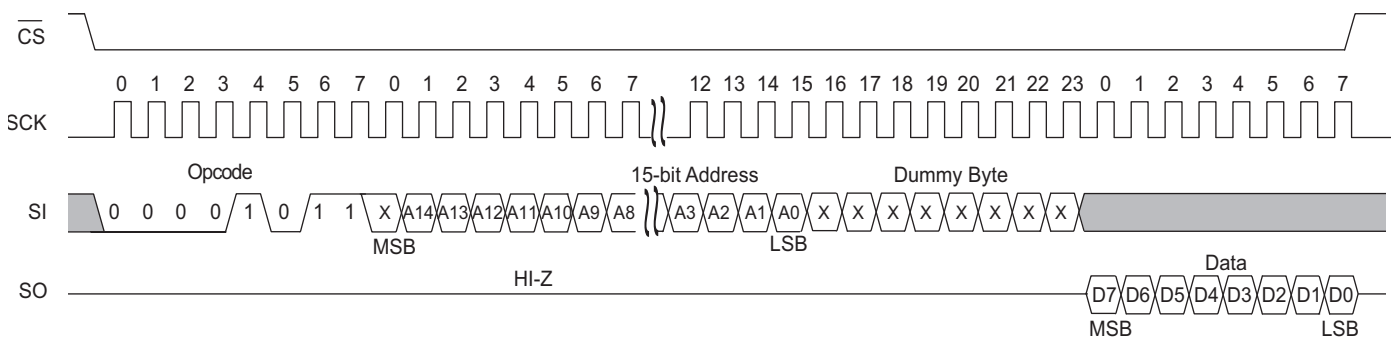 CS
0 1 2 3 4 5 6 7 0 1 2 3 4 5 6 7 12 13 14 15 16 17 18 19 20 21 22 23 0 1 2 3 4 5 6 7
SCK
Opcode 15-bit Address Dummy Byte
SI 0 0 0 0 1 0 1 1 X A14 A13 A12 A11 A10 A9 A8 A3 A2 A1 A0 X X X X X X X X
MSB LSB
HI-Z Data
SO D7 D6 D5 D4 D3 D2 D1 D0
MSB LSB